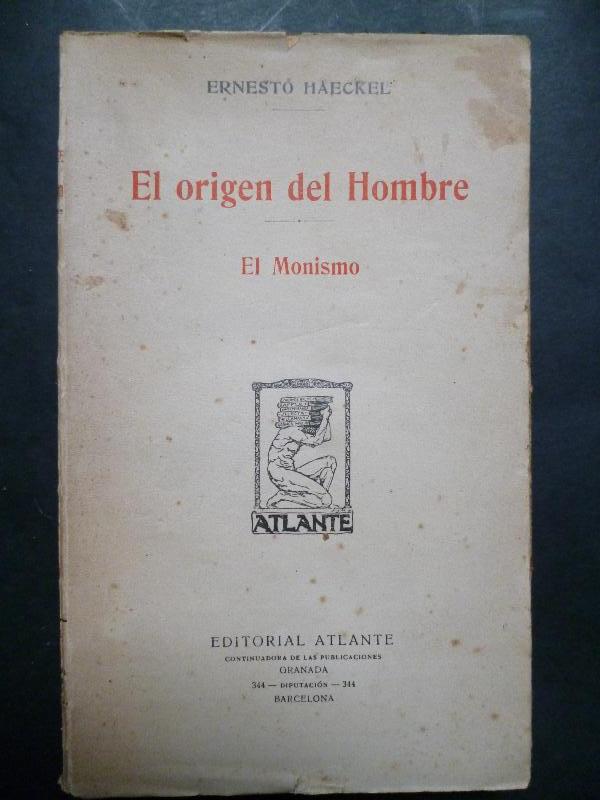 ERNESTO HAECKEL
El origen del Hombre
El Monismo
ATLANTE
EDITORIAL ATLANTE
CONTINUADORA DE LAS PUBLICACIONES
GRANADA
344 — DIPUTACIÓN — 344
BARCELONA